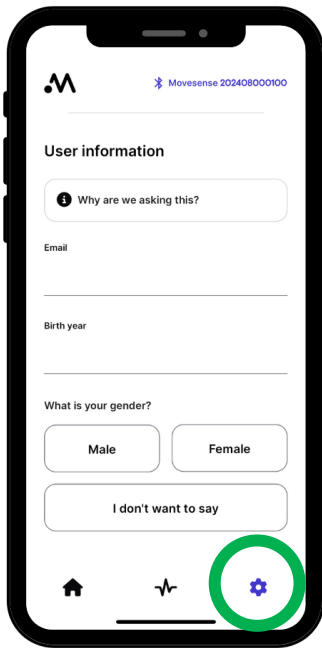 Movesense 202408000100
User information
Why are we asking this?
Email
Birth year
What is your gender?
Male
Female
I don't want to say